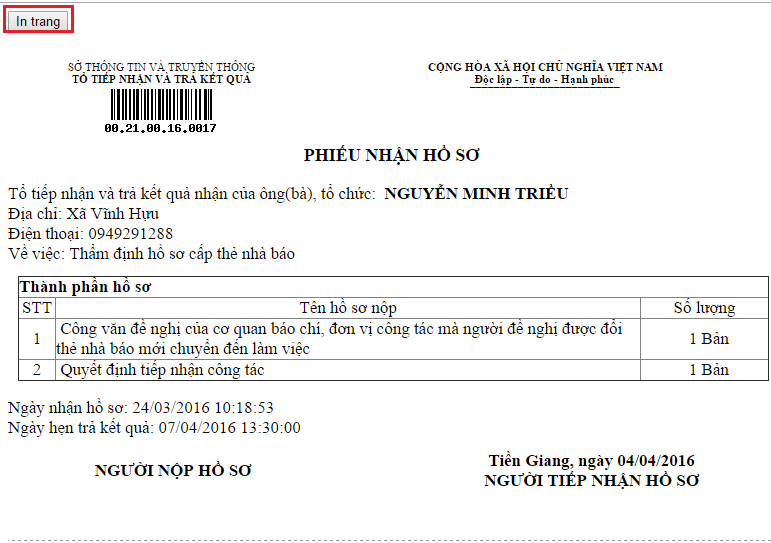 In trang
SỞ THÔNG TIN VÀ TRUYỀN THÔNG
TỔ TIẾP NHẬN VÀ TRẢ KẾT QUẢ
00.21.00.16.0017
CỘNG HÒA XÃ HỘI CHỦ NGHĨA VIỆT NAM
Độc lập - Tự do - Hạnh phúc
PHIẾU NHẬN HỒ SƠ
Tổ tiếp nhận và trả kết quả nhận của ông(bà), tổ chức: NGUYỄN MINH TRIỀU
Địa chỉ: Xã Vĩnh Hựu
Điện thoại: 0949291288
Về việc: Thẩm định hồ sơ cấp thẻ nhà báo
Thành phần hồ sơ
STT Tên hồ sơ nộp Số lượng
1 Công văn đề nghị của cơ quan báo chí, đơn vị công tác mà người đề nghị được đổi
thẻ nhà báo mới chuyển đến làm việc 1 Bản
2 Quyết định tiếp nhận công tác 1 Bản
Ngày nhận hồ sơ: 24/03/2016 10:18:53
Ngày hẹn trả kết quả: 07/04/2016 13:30:00
NGƯỜI NỘP HỒ SƠ
Tiền Giang, ngày 04/04/2016
NGƯỜI TIẾP NHẬN HỒ SƠ